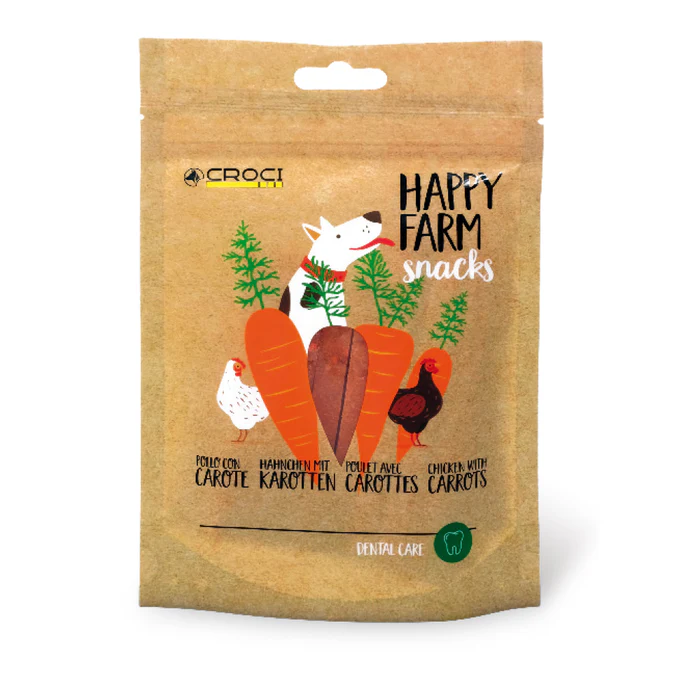 CROCI
HAPPY
FARM
snacks
POLLO CON
CAROTE
HÄHNCHEN MIT
KAROTTEN
POULET AVEC
CAROTTES
CHICKEN WITH
CARROTS
DENTAL CARE